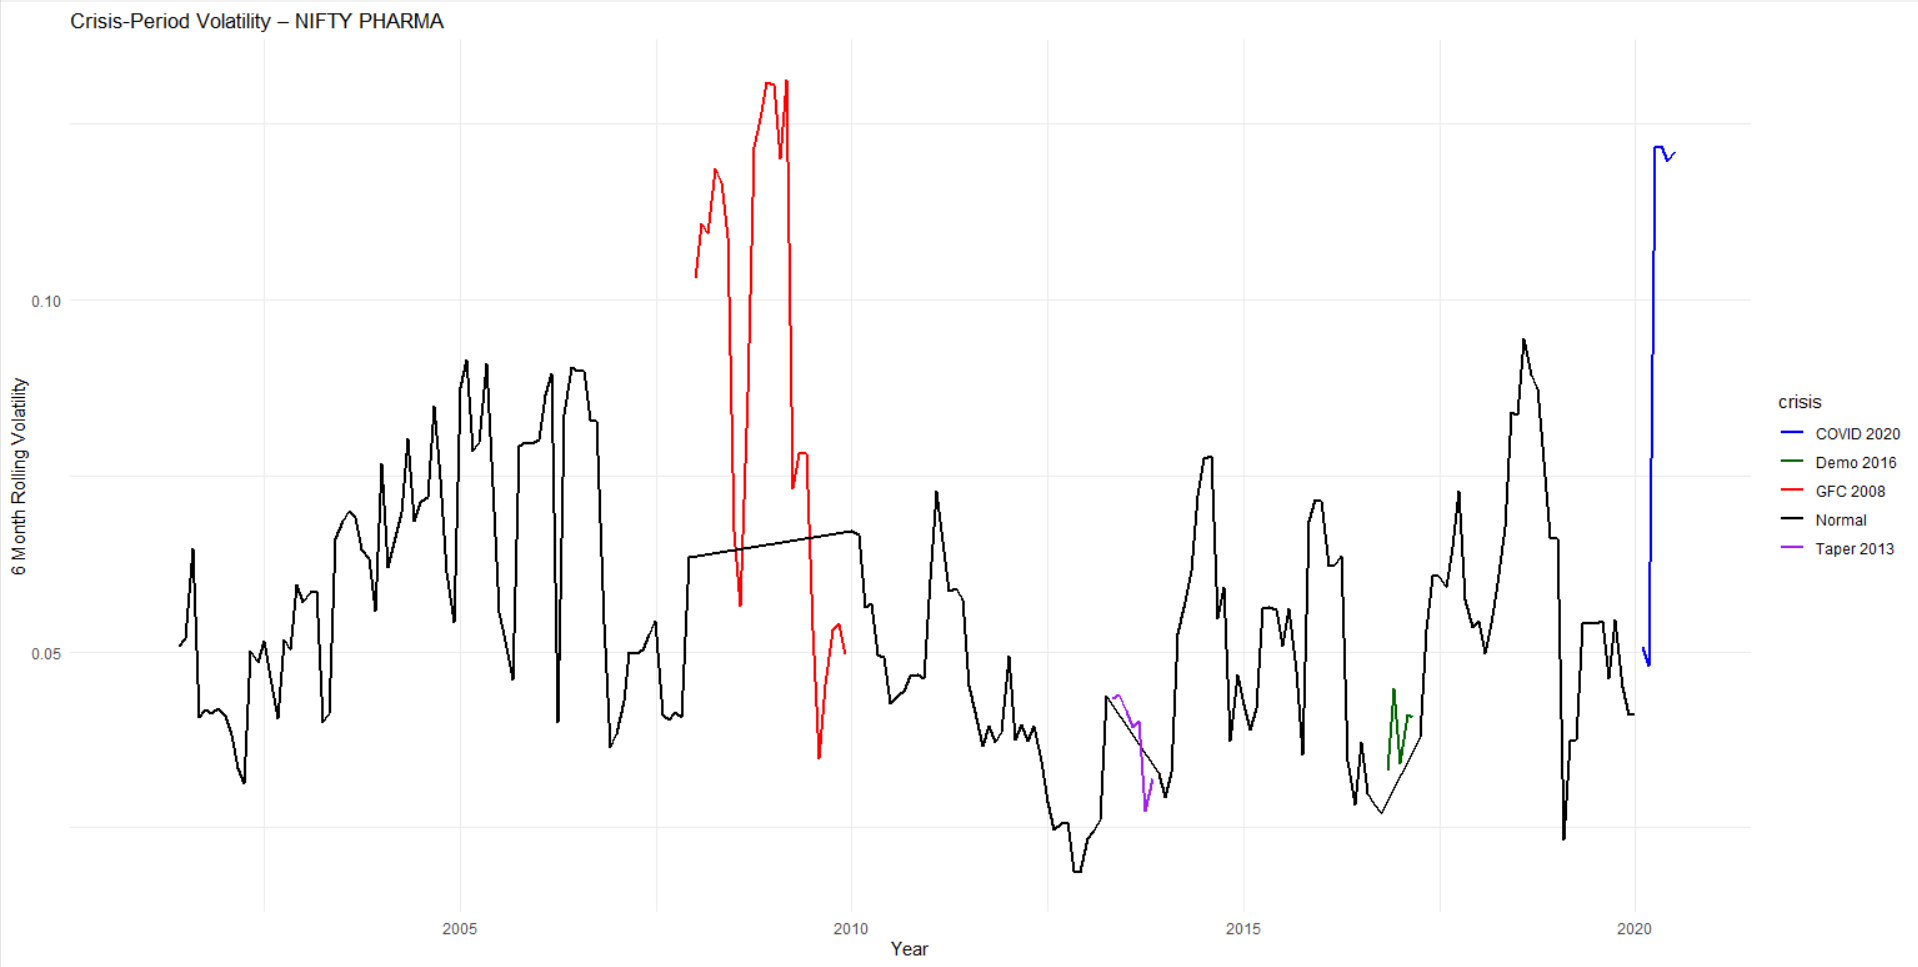 Crisis-Period Volatility – NIFTY PHARMA
6 Month Rolling Volatility
0.10
0.05
2005
2010
2015
2020
Year
crisis
COVID 2020
Demo 2016
GFC 2008
Normal
Taper 2013